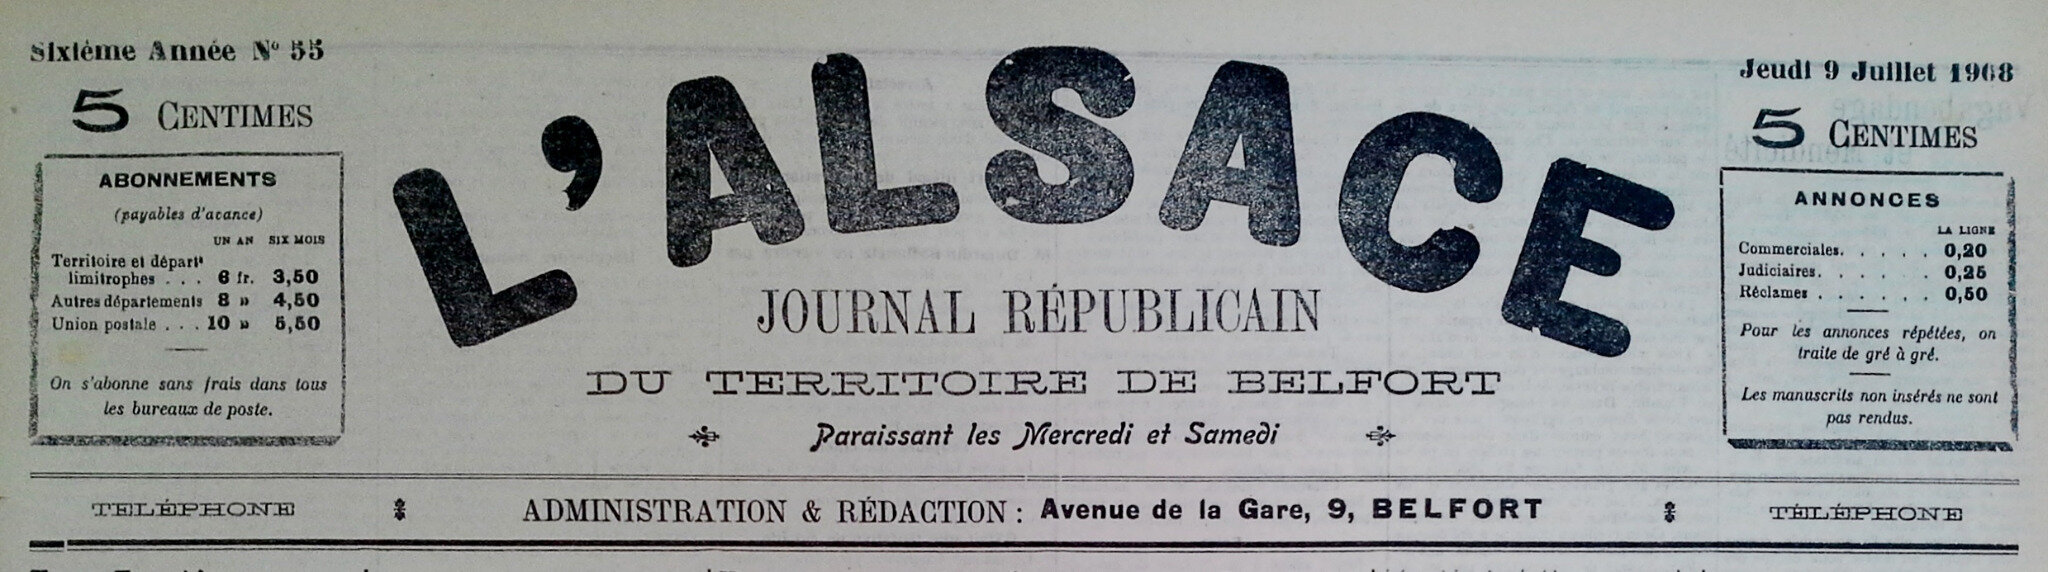 Sixième Année N° 55
5 CENTIMES
ABONNEMENTS
(payables d'avance)
UN AN SIX MOIS
Territoire et départts
limitrophes . . . 6 fr. 3,50
Autres départements 8 » 4,50
Union postale . . . 10 » 5,50
On s'abonne sans frais dans tous
les bureaux de poste.
L'ALSACE
JOURNAL RÉPUBLICAIN
DU TERRITOIRE DE BELFORT
Paraissant les Mercredi et Samedi
Jeudi 9 Juillet 1908
5 CENTIMES
ANNONCES
LA LIGNE
Commerciales. . . . . 0,20
Judiciaires. . . . . . 0,25
Réclames . . . . . . 0,50
Pour les annonces répétées, on
traite de gré à gré.
Les manuscrits non insérés ne sont
pas rendus.
TELÉPHONE ADMINISTRATION & RÉDACTION : Avenue de la Gare, 9, BELFORT TÉLÉPHONE